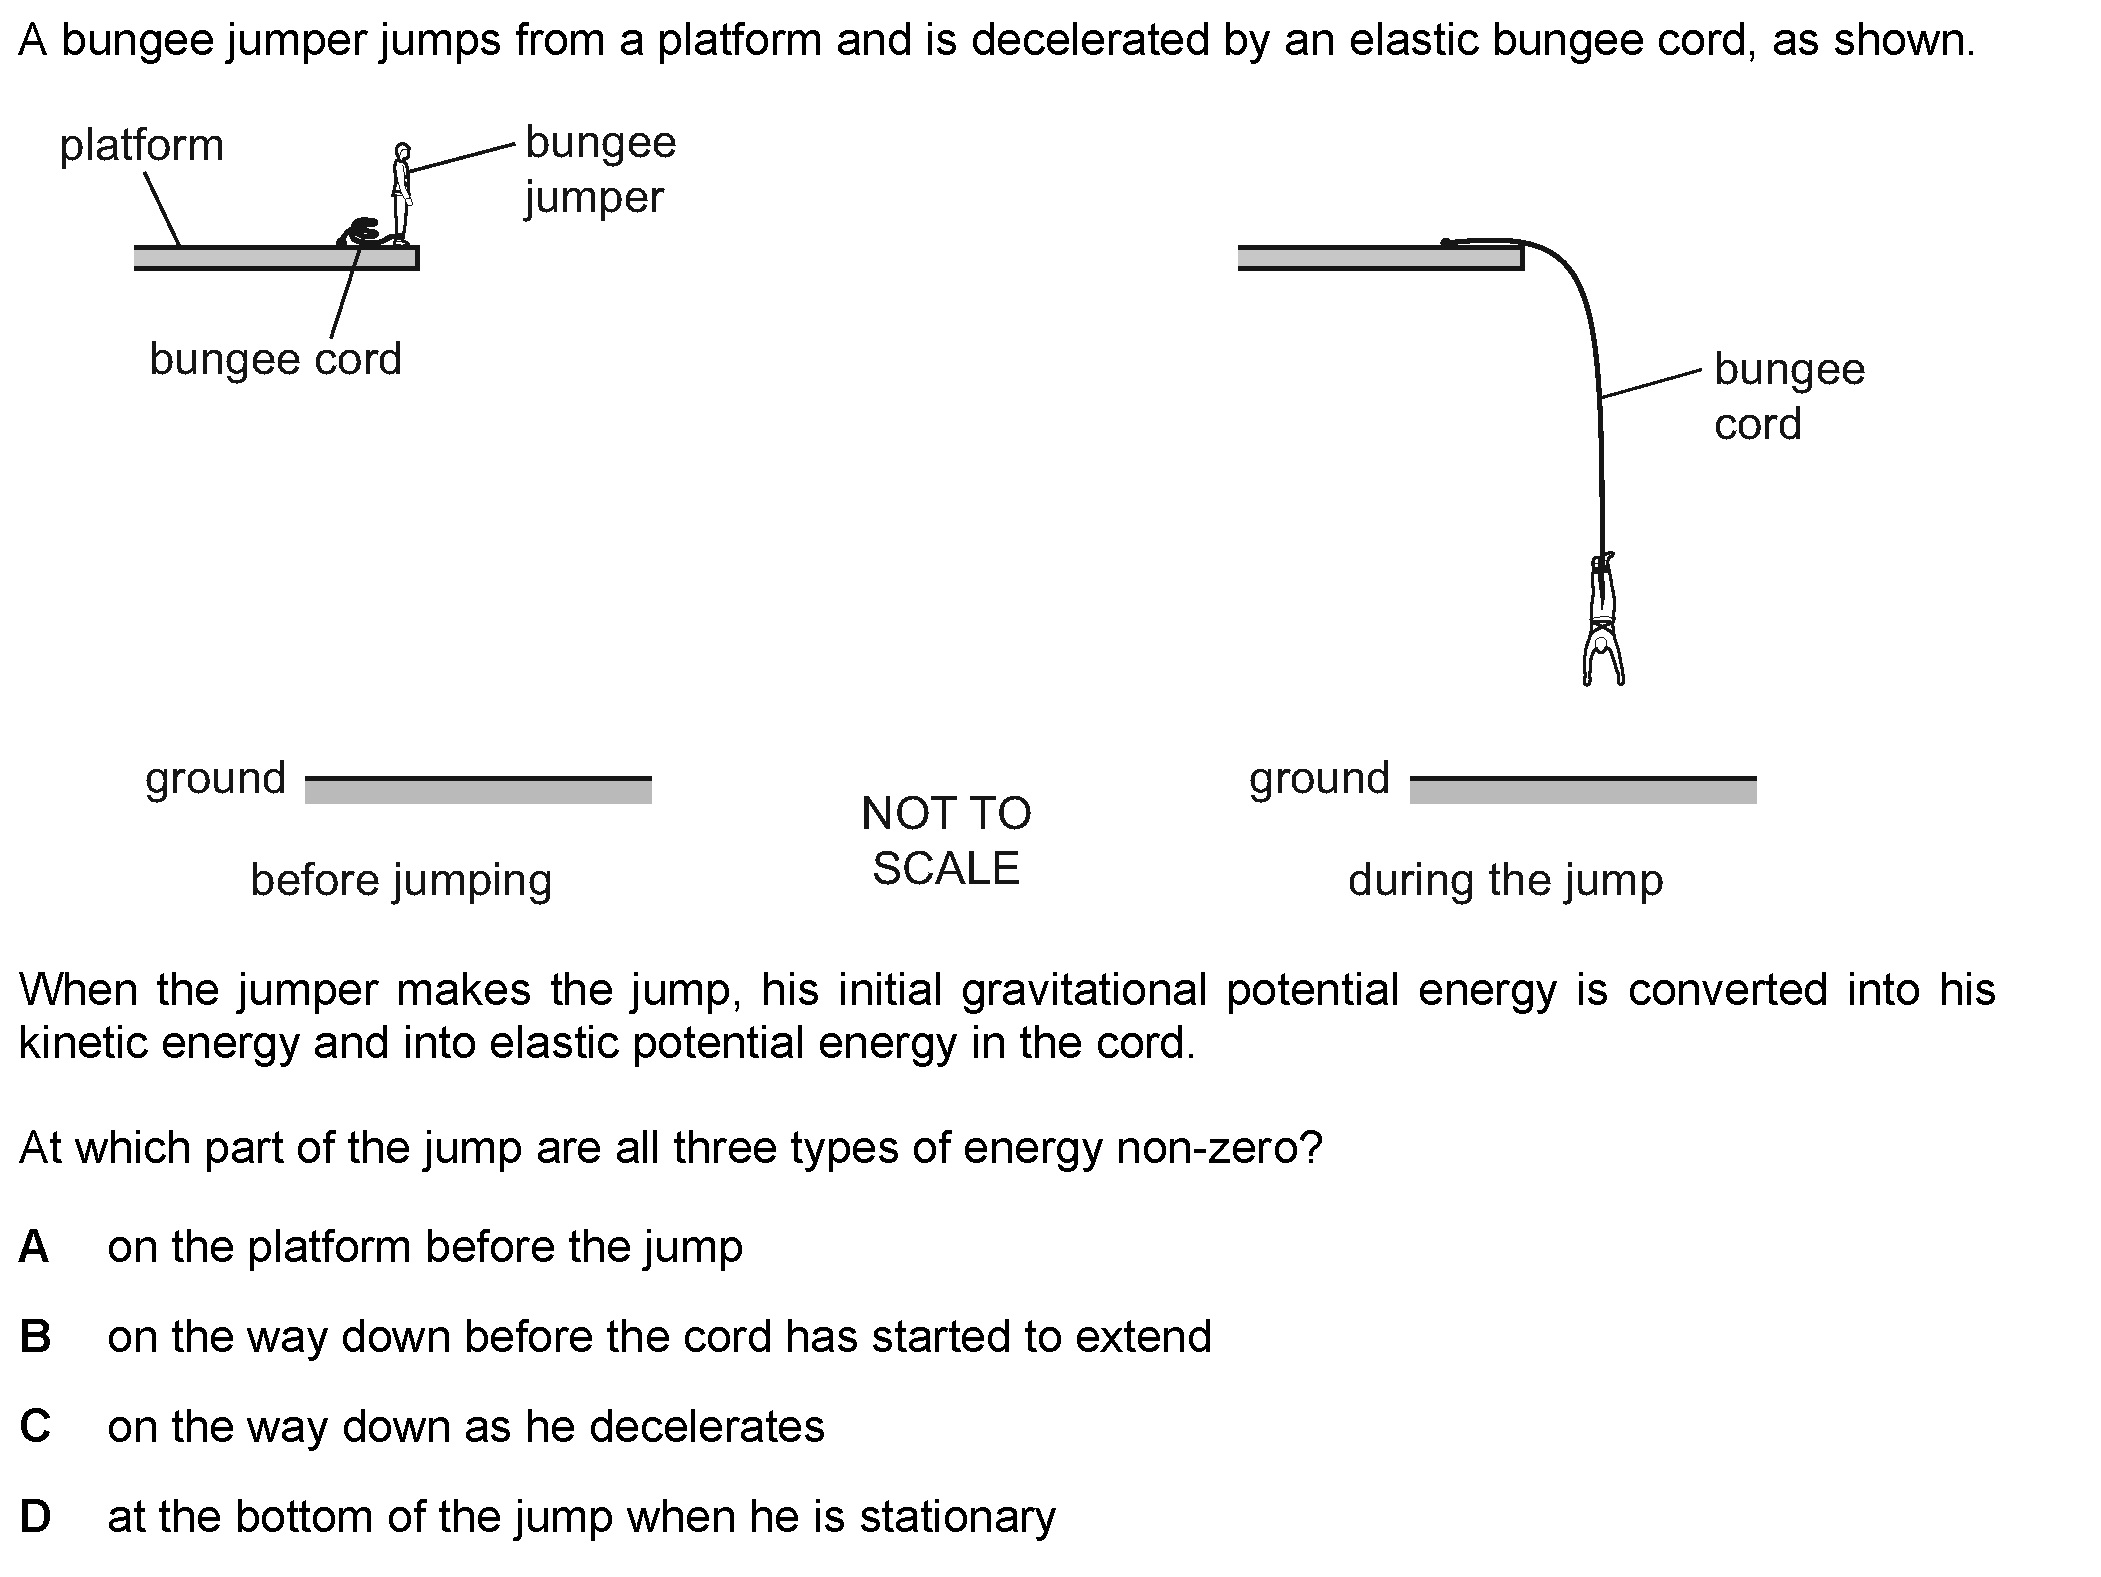 A bungee jumper jumps from a platform and is decelerated by an elastic bungee cord, as shown.
platform
bungee
jumper
bungee cord
bungee
cord
ground
ground
NOT TO
SCALE
before jumping
during the jump
When the jumper makes the jump, his initial gravitational potential energy is converted into his
kinetic energy and into elastic potential energy in the cord.
At which part of the jump are all three types of energy non-zero?
A on the platform before the jump
B on the way down before the cord has started to extend
C on the way down as he decelerates
D at the bottom of the jump when he is stationary